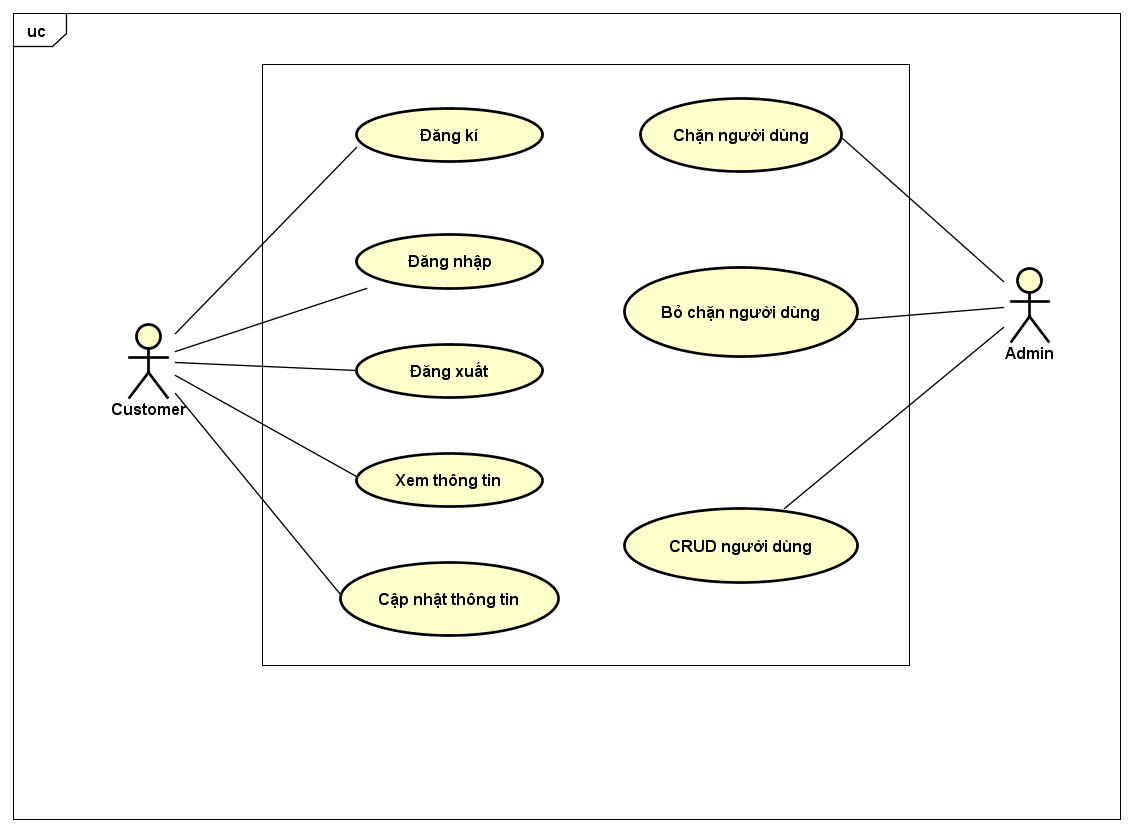 uc
Đăng kí
Chặn người dùng
Đăng nhập
Bỏ chặn người dùng
Admin
Đăng xuất
Customer
Xem thông tin
CRUD người dùng
Cập nhật thông tin